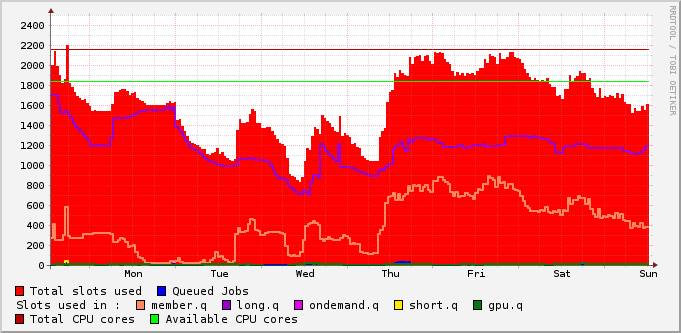 2400
2200
2000
1800
1600
1400
1200
1000
800
600
400
200
0
Mon Tue Wed Thu Fri Sat Sun
RRDTOOL / TOBI OETIKER
Total slots used Queued Jobs
Slots used in : member.q long.q ondemand.q short.q gpu.q
Total CPU cores Available CPU cores